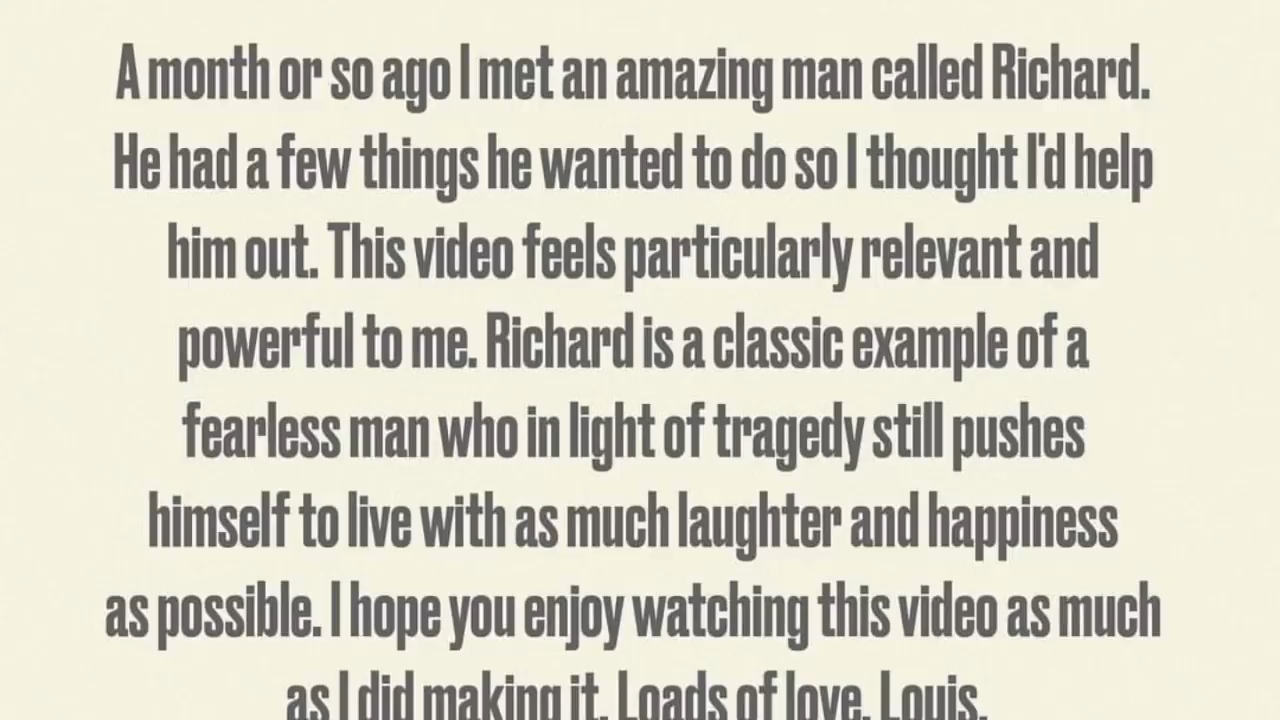 A month or so ago I met an amazing man called Richard.
He had a few things he wanted to do so I thought I'd help
him out. This video feels particularly relevant and
powerful to me. Richard is a classic example of a
fearless man who in light of tragedy still pushes
himself to live with as much laughter and happiness
as possible. I hope you enjoy watching this video as much
as I did making it. Loads of love, Louis.